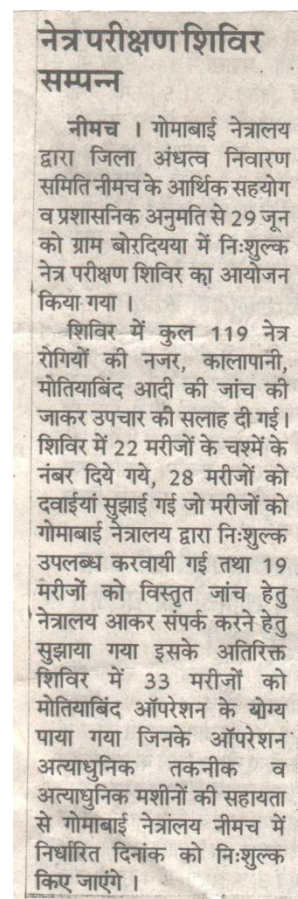 नेत्र परीक्षण शिविर
सम्पन्न
नीमच । गोमाबाई नेत्रालय
द्वारा जिला अंधत्व निवारण
समिति नीमच के आर्थिक सहयोग
व प्रशासनिक अनुमति से 29 जून
को ग्राम बोरदियया में निःशुल्क
नेत्र परीक्षण शिविर का आयोजन
किया गया ।
शिविर में कुल 119 नेत्र
रोगियों की नजर, कालापानी,
मोतियाबिंद आदी की जांच की
जाकर उपचार की सलाह दी गई।
शिविर में 22 मरीजों के चश्में के
नंबर दिये गये, 28 मरीजों को
दवाईयां सुझाई गई जो मरीजों को
गोमाबाई नेत्रालय द्वारा निःशुल्क
उपलब्ध करवायी गई तथा 19
मरीजों को विस्तृत जांच हेतु
नेत्रालय आकर संपर्क करने हेतु
सुझाया गया इसके अतिरिक्त
शिविर में 33 मरीजों को
मोतियाबिंद ऑपरेशन के योग्य
पाया गया जिनके ऑपरेशन
अत्याधुनिक तकनीक व
अत्याधुनिक मशीनों की सहायता
से गोमाबाई नेत्रालय नीमच में
निर्धारित दिनांक को निःशुल्क
किए जाएंगे ।